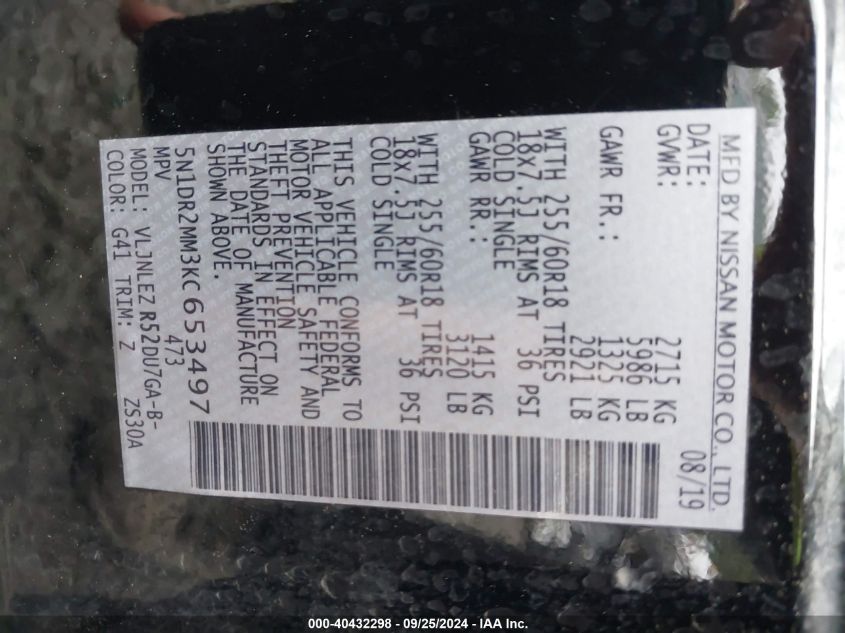 MFD BY NISSAN MOTOR CO., LTD.
DATE: 08/19
GVWR: 2715 KG
5986 LB
GAWR FR.: 1325 KG
2921 LB
WITH 255/60R18 TIRES
18x7.5J RIMS AT 36 PSI
COLD SINGLE
GAWR RR.: 1415 KG
3120 LB
WITH 255/60R18 TIRES
18x7.5J RIMS AT 36 PSI
COLD SINGLE
THIS VEHICLE CONFORMS TO
ALL APPLICABLE FEDERAL
MOTOR VEHICLE SAFETY AND
THEFT PREVENTION
STANDARDS IN EFFECT ON
THE DATE OF MANUFACTURE
SHOWN ABOVE.
5N1DR2MM3KC653497
MPV 473
MODEL: VLJNLEZ R52DU7GA-B-
ZS30A
COLOR: G41 TRIM: Z
000-40432298 - 09/25/2024 - IAA Inc.